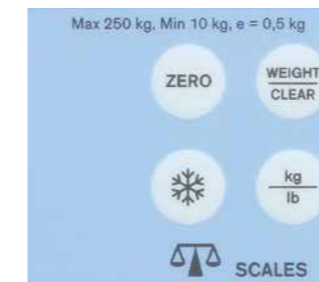 Max 250 kg, Min 10 kg, e = 0,5 kg
ZERO
WEIGHT
CLEAR
kg
lb
SCALES